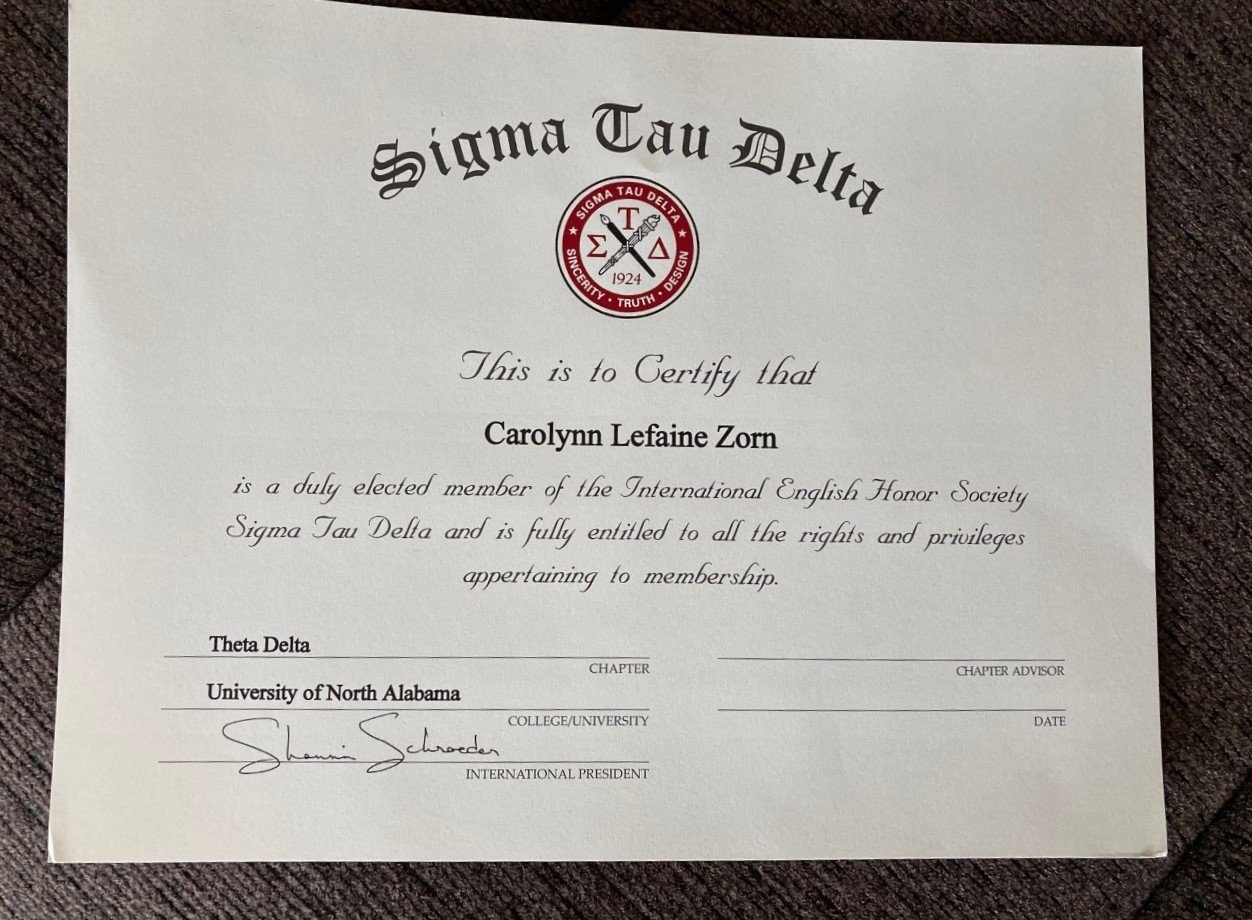 Sigma Tau Delta
SIGMA TAU DELTA
Τ
Σ Δ
1924
SINCERITY · TRUTH · DESIGN
This is to Certify that
Carolynn Lefaine Zorn
is a duly elected member of the International English Honor Society
Sigma Tau Delta and is fully entitled to all the rights and privileges
appertaining to membership.
Theta Delta
CHAPTER
CHAPTER ADVISOR
University of North Alabama
COLLEGE/UNIVERSITY
DATE
Shannin Schroeder
INTERNATIONAL PRESIDENT